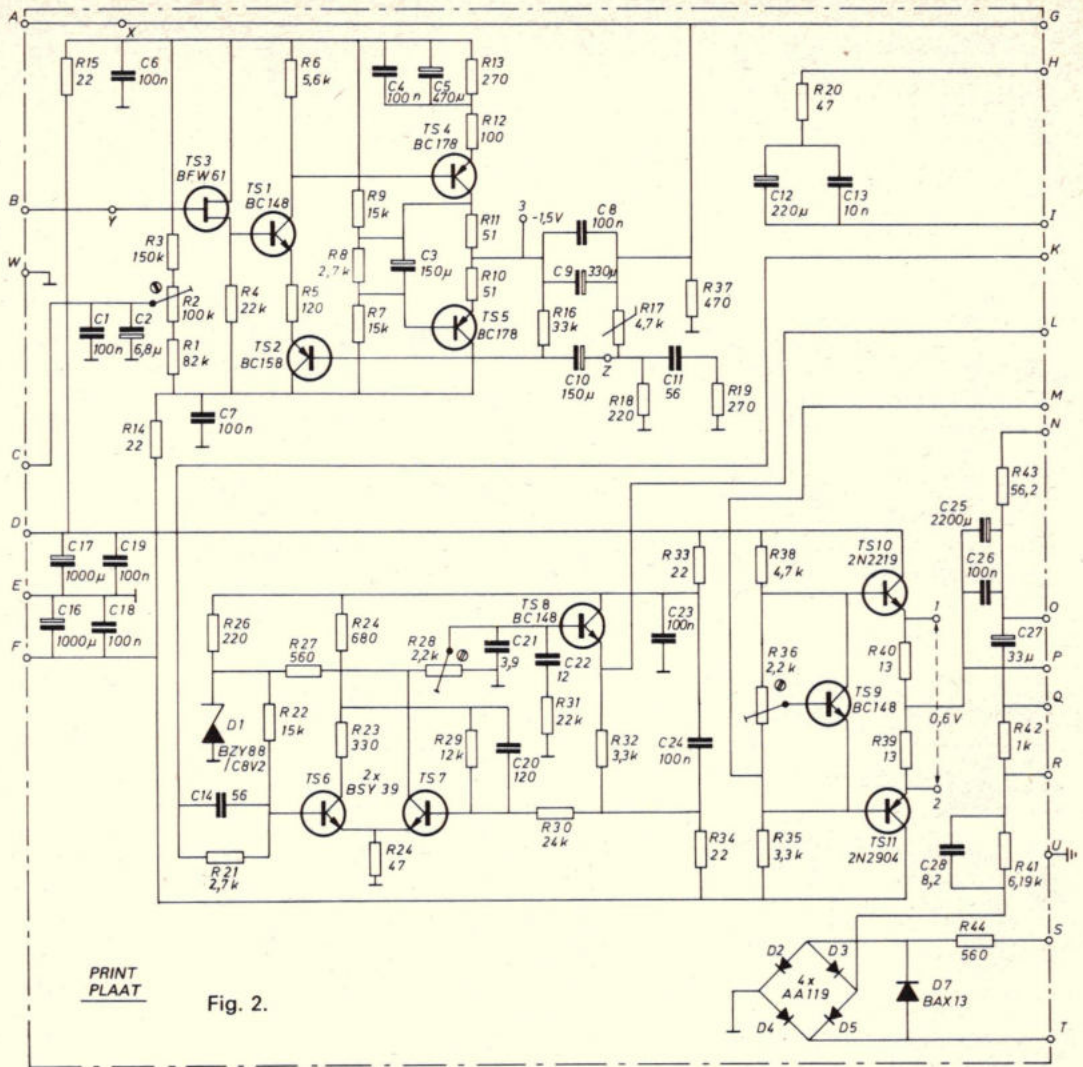 A
X
G
H
R15
22
C6
100n
R6
5,6k
C4
100n
C5
470µ
R13
270
R12
100
R20
47
TS4
BC178
TS3
BFW61
TS1
BC148
C12
220µ
C13
10n
B
Y
R9
15k
3
-1,5V
C8
100n
I
R3
150k
R11
51
K
W
R8
2,7k
C3
150µ
C9
330µ
R2
100k
R4
22k
R5
120
R10
51
R16
33k
R17
4,7k
R37
470
C1
100n
C2
6,8µ
R1
82k
TS2
BC158
R7
15k
TS5
BC178
L
C10
150µ
Z
C11
56
R18
220
R19
270
M
C7
100n
R14
22
N
C
R43
56,2
C25
2200µ
D
C17
1000µ
C19
100n
R33
22
R38
4,7k
TS10
2N2219
C26
100n
E
C16
1000µ
C18
100n
R26
220
R24
680
TS8
BC148
C23
100n
1
O
F
R27
560
R28
2,2k
C21
3,9
C22
12
R36
2,2k
R40
13
C27
33µ
P
TS9
BC148
0,6V
Q
D1
BZY88
/C8V2
R22
15k
R23
330
R29
12k
C20
120
R31
22k
R32
3,3k
C24
100n
R39
13
R42
1k
R
C14
56
TS6
2x
BSY 39
TS7
2
R30
24k
TS11
2N2904
R24
47
R34
22
R35
3,3k
C28
8,2
R41
6,19k
U
R21
2,7k
R44
560
S
D2
D3
4x
AA119
D4
D5
D7
BAX13
T
PRINT
PLAAT
Fig. 2.